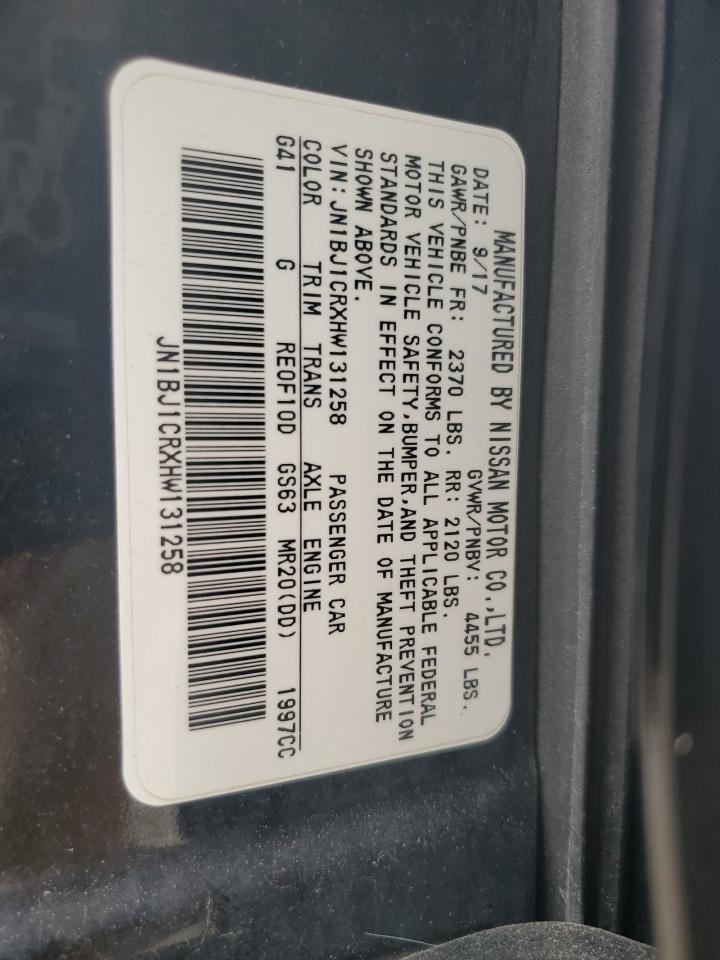 MANUFACTURED BY NISSAN MOTOR CO.,LTD.
DATE: 9/17 GVWR/PNBV: 4455 LBS.
GAWR/PNBE FR: 2370 LBS. RR: 2120 LBS.
THIS VEHICLE CONFORMS TO ALL APPLICABLE FEDERAL
MOTOR VEHICLE SAFETY,BUMPER,AND THEFT PREVENTION
STANDARDS IN EFFECT ON THE DATE OF MANUFACTURE
SHOWN ABOVE.
VIN:JN1BJ1CRXHW131258 PASSENGER CAR
COLOR TRIM TRANS AXLE ENGINE
G41 G RE0F10D GS63 MR20(DD) 1997CC
JN1BJ1CRXHW131258